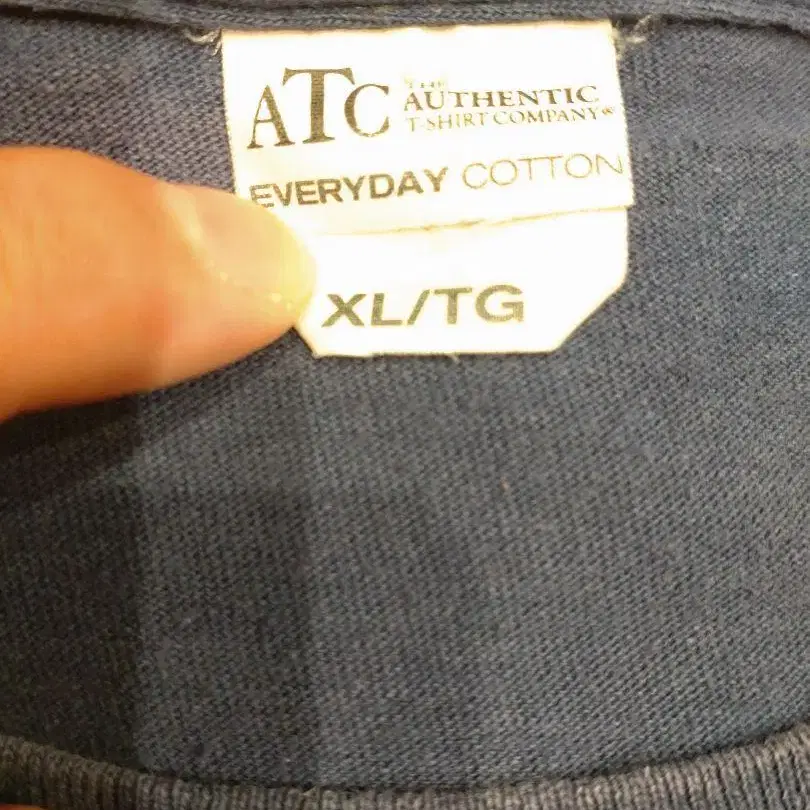 ATC THE
AUTHENTIC
T-SHIRT COMPANY
EVERYDAY COTTON
XL/TG